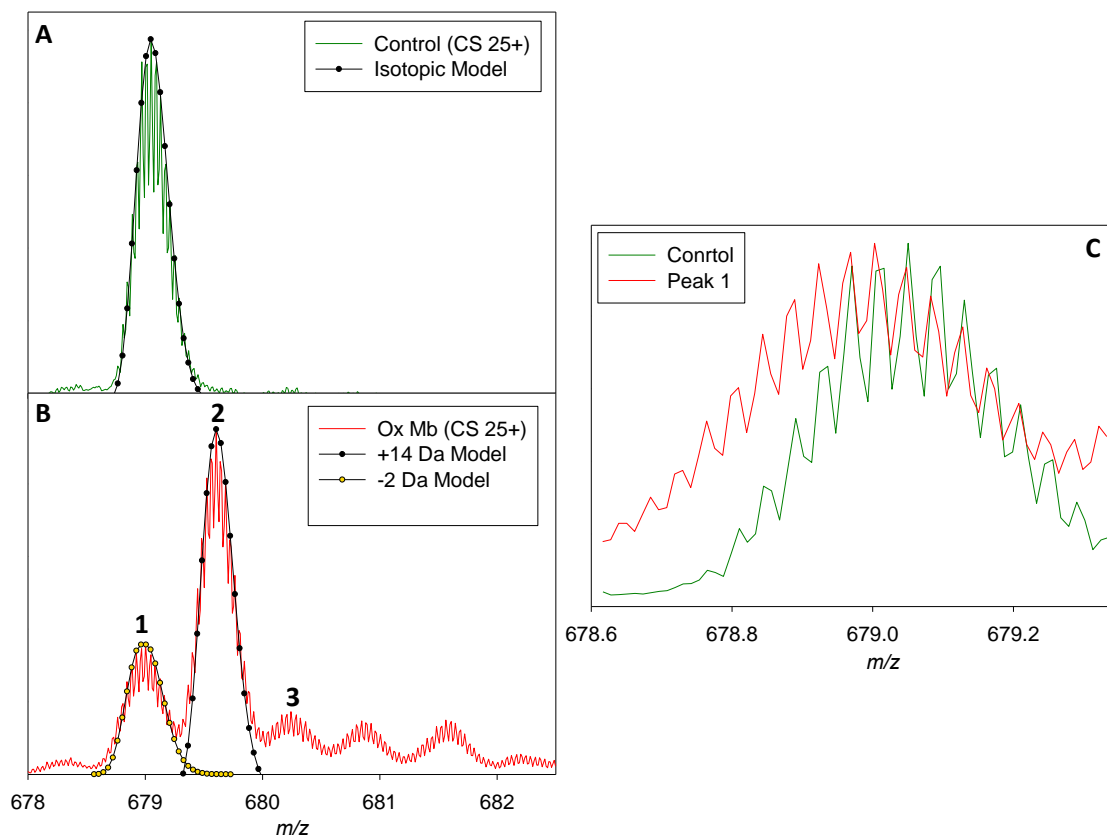 A
Control (CS 25+)
Isotopic Model
B
2
Ox Mb (CS 25+)
+14 Da Model
-2 Da Model
1
3
678 679 680 681 682
m/z
Conrtol
Peak 1
C
678.6 678.8 679.0 679.2
m/z